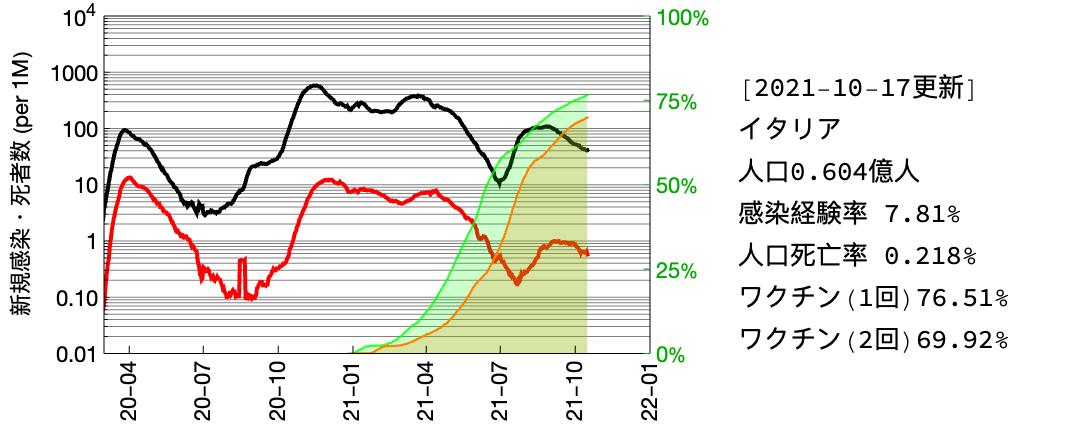 新規感染・死者数 (per 1M)
10⁴
1000
100
10
1
0.10
0.01
100%
75%
50%
25%
0%
20-04
20-07
20-10
21-01
21-04
21-07
21-10
22-01
[2021-10-17更新]
イタリア
人口0.604億人
感染経験率 7.81%
人口死亡率 0.218%
ワクチン(1回)76.51%
ワクチン(2回)69.92%